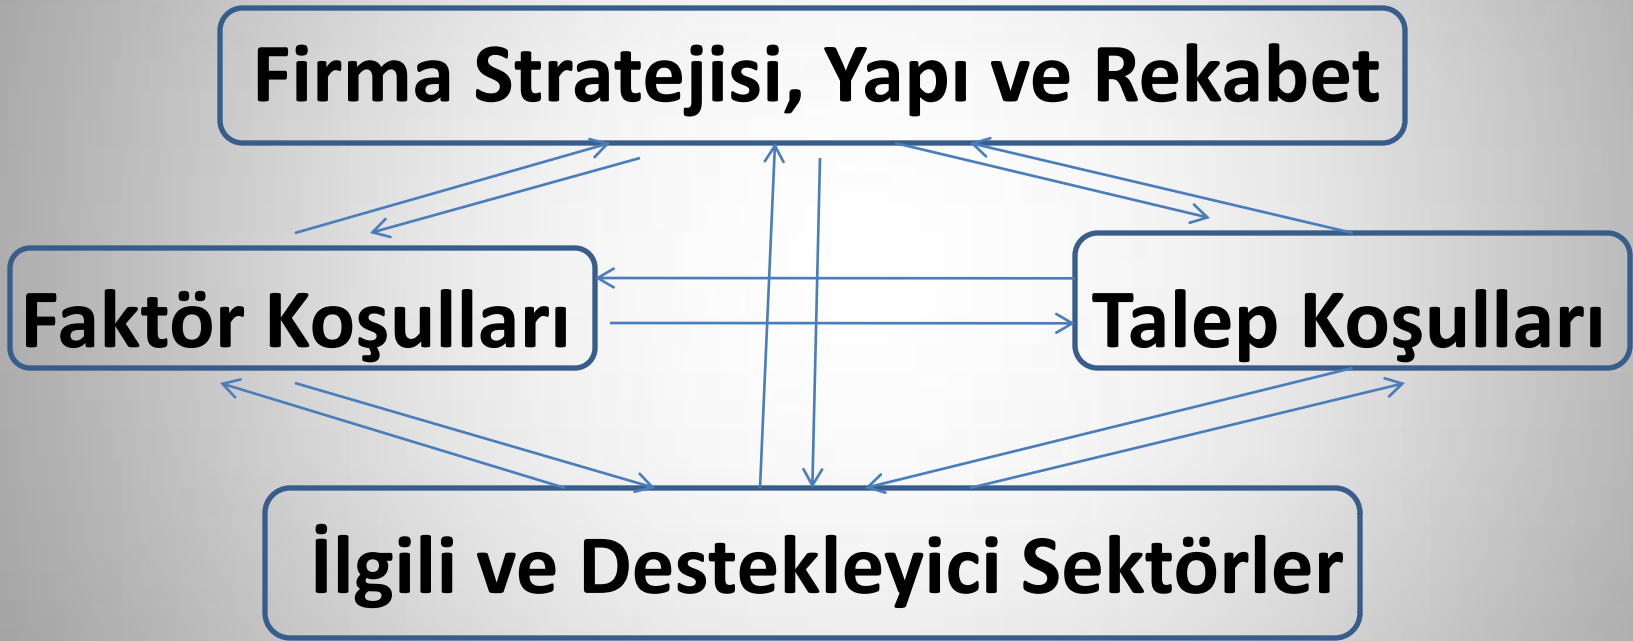 Firma Stratejisi, Yapı ve Rekabet
Faktör Koşulları
Talep Koşulları
İlgili ve Destekleyici Sektörler